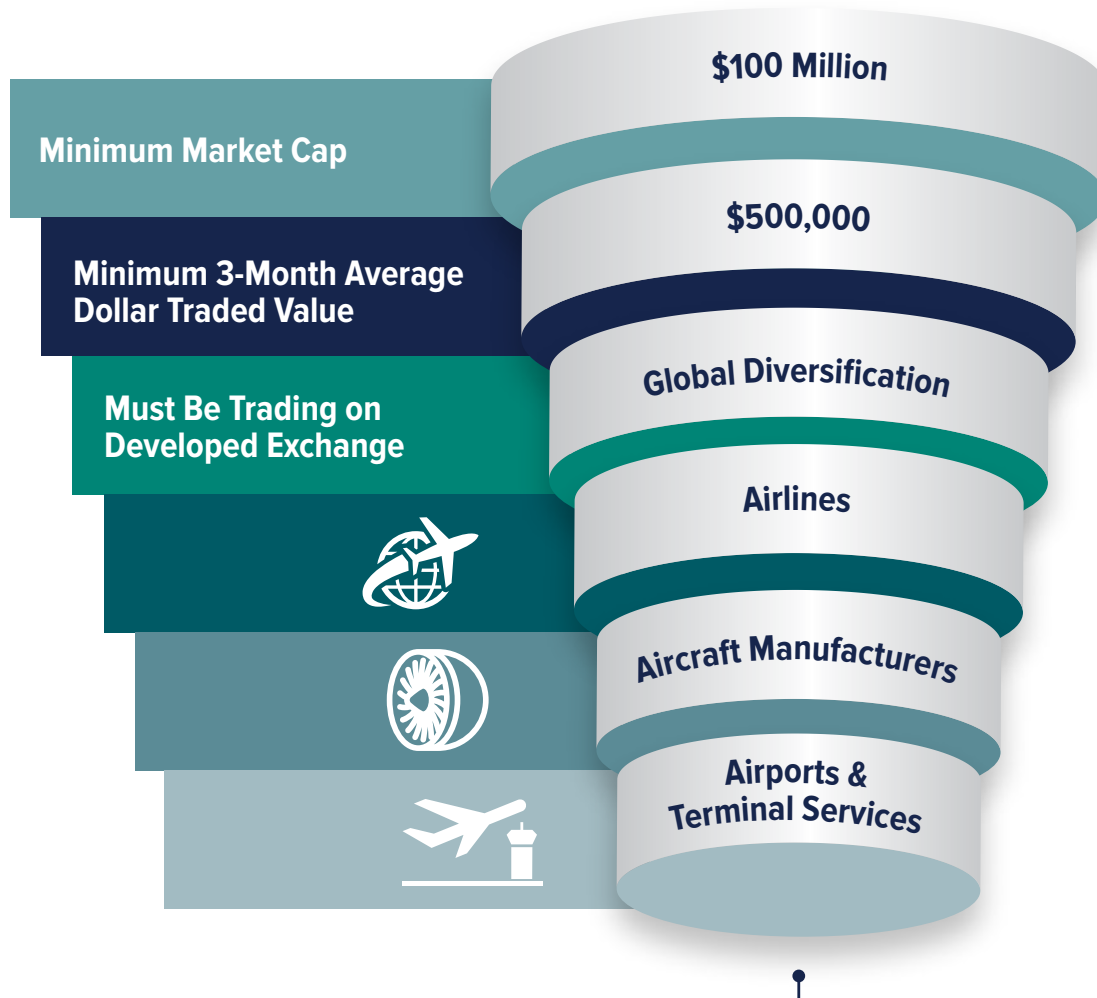 $100 Million
Minimum Market Cap
$500,000
Minimum 3-Month Average
Dollar Traded Value
Global Diversification
Must Be Trading on
Developed Exchange
Airlines
Aircraft Manufacturers
Airports &
Terminal Services